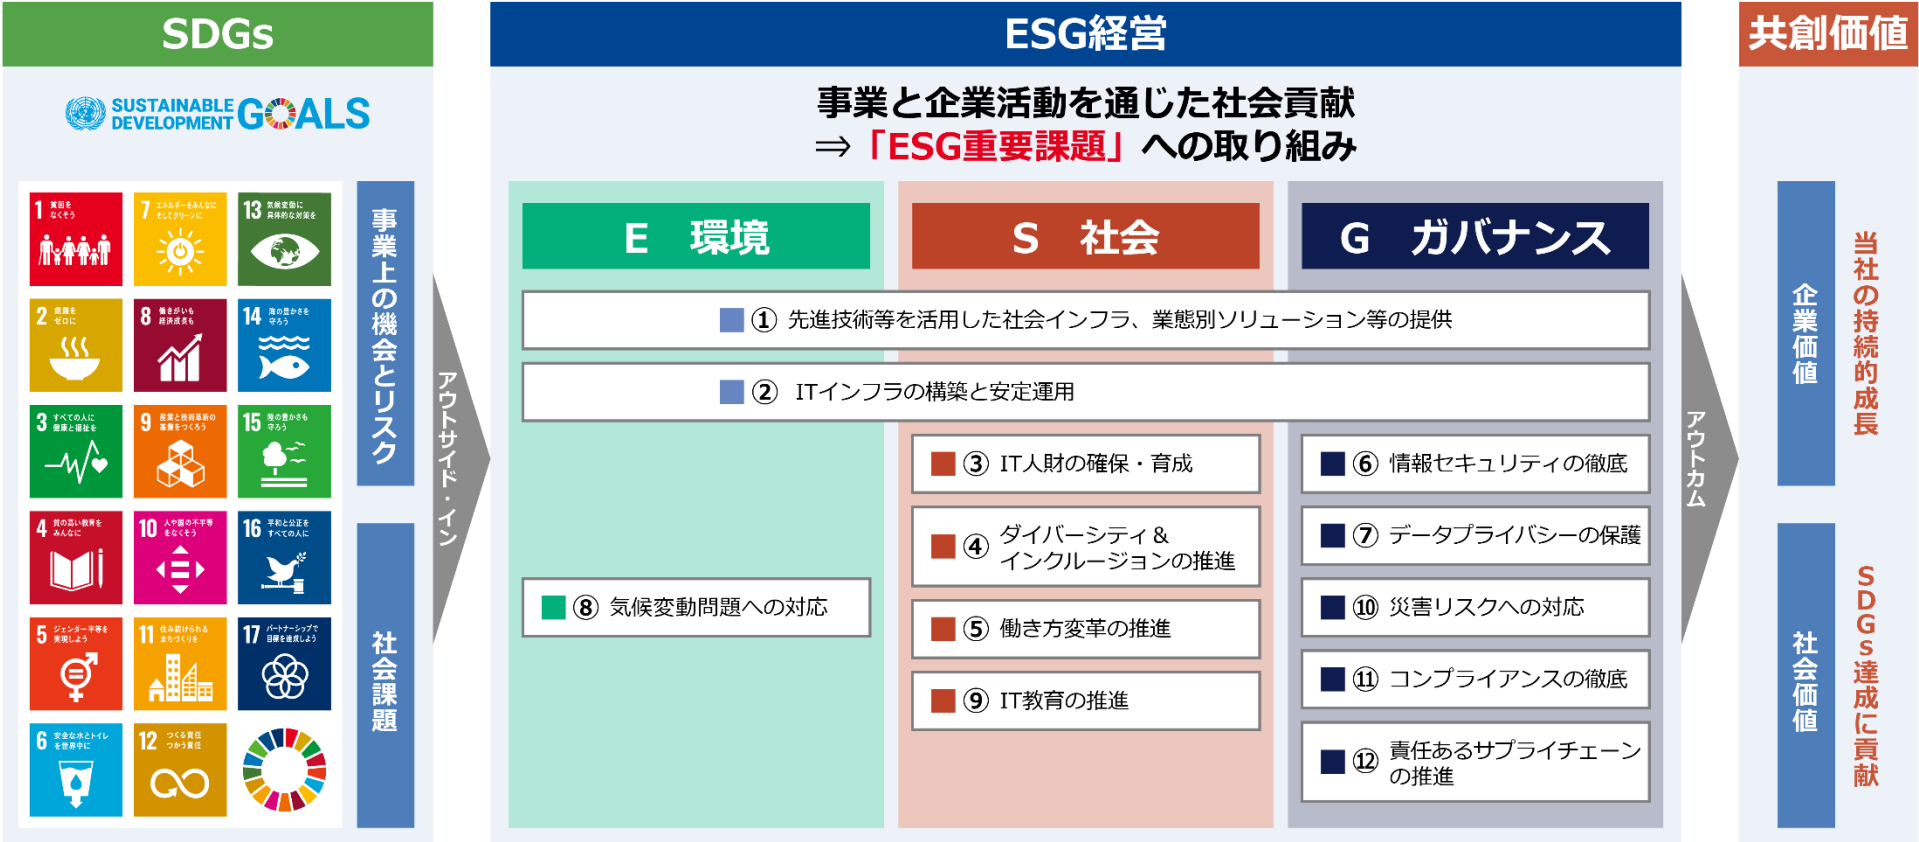 SDGs
SUSTAINABLE
DEVELOPMENT
GOALS
1 貧困を
なくそう
7 エネルギーをみんなに
そしてクリーンに
13 気候変動に
具体的な対策を
2 飢餓を
ゼロに
8 働きがいも
経済成長も
14 海の豊かさを
守ろう
3 すべての人に
健康と福祉を
9 産業と技術革新の
基盤をつくろう
15 陸の豊かさも
守ろう
4 質の高い教育を
みんなに
10 人や国の不平等
をなくそう
16 平和と公正を
すべての人に
5 ジェンダー平等を
実現しよう
11 住み続けられる
まちづくりを
17 パートナーシップで
目標を達成しよう
6 安全な水とトイレ
を世界中に
12 つくる責任
つかう責任
事業上の機会とリスク
社会課題
アウトサイド・イン
ESG経営
事業と企業活動を通じた社会貢献
⇒「ESG重要課題」への取り組み
E 環境
S 社会
G ガバナンス
① 先進技術等を活用した社会インフラ、業態別ソリューション等の提供
② ITインフラの構築と安定運用
⑧ 気候変動問題への対応
③ IT人財の確保・育成
④ ダイバーシティ＆
インクルージョンの推進
⑤ 働き方変革の推進
⑨ IT教育の推進
⑥ 情報セキュリティの徹底
⑦ データプライバシーの保護
⑩ 災害リスクへの対応
⑪ コンプライアンスの徹底
⑫ 責任あるサプライチェーン
の推進
アウトカム
共創価値
企業価値
当社の持続的成長
社会価値
SDGs達成に貢献